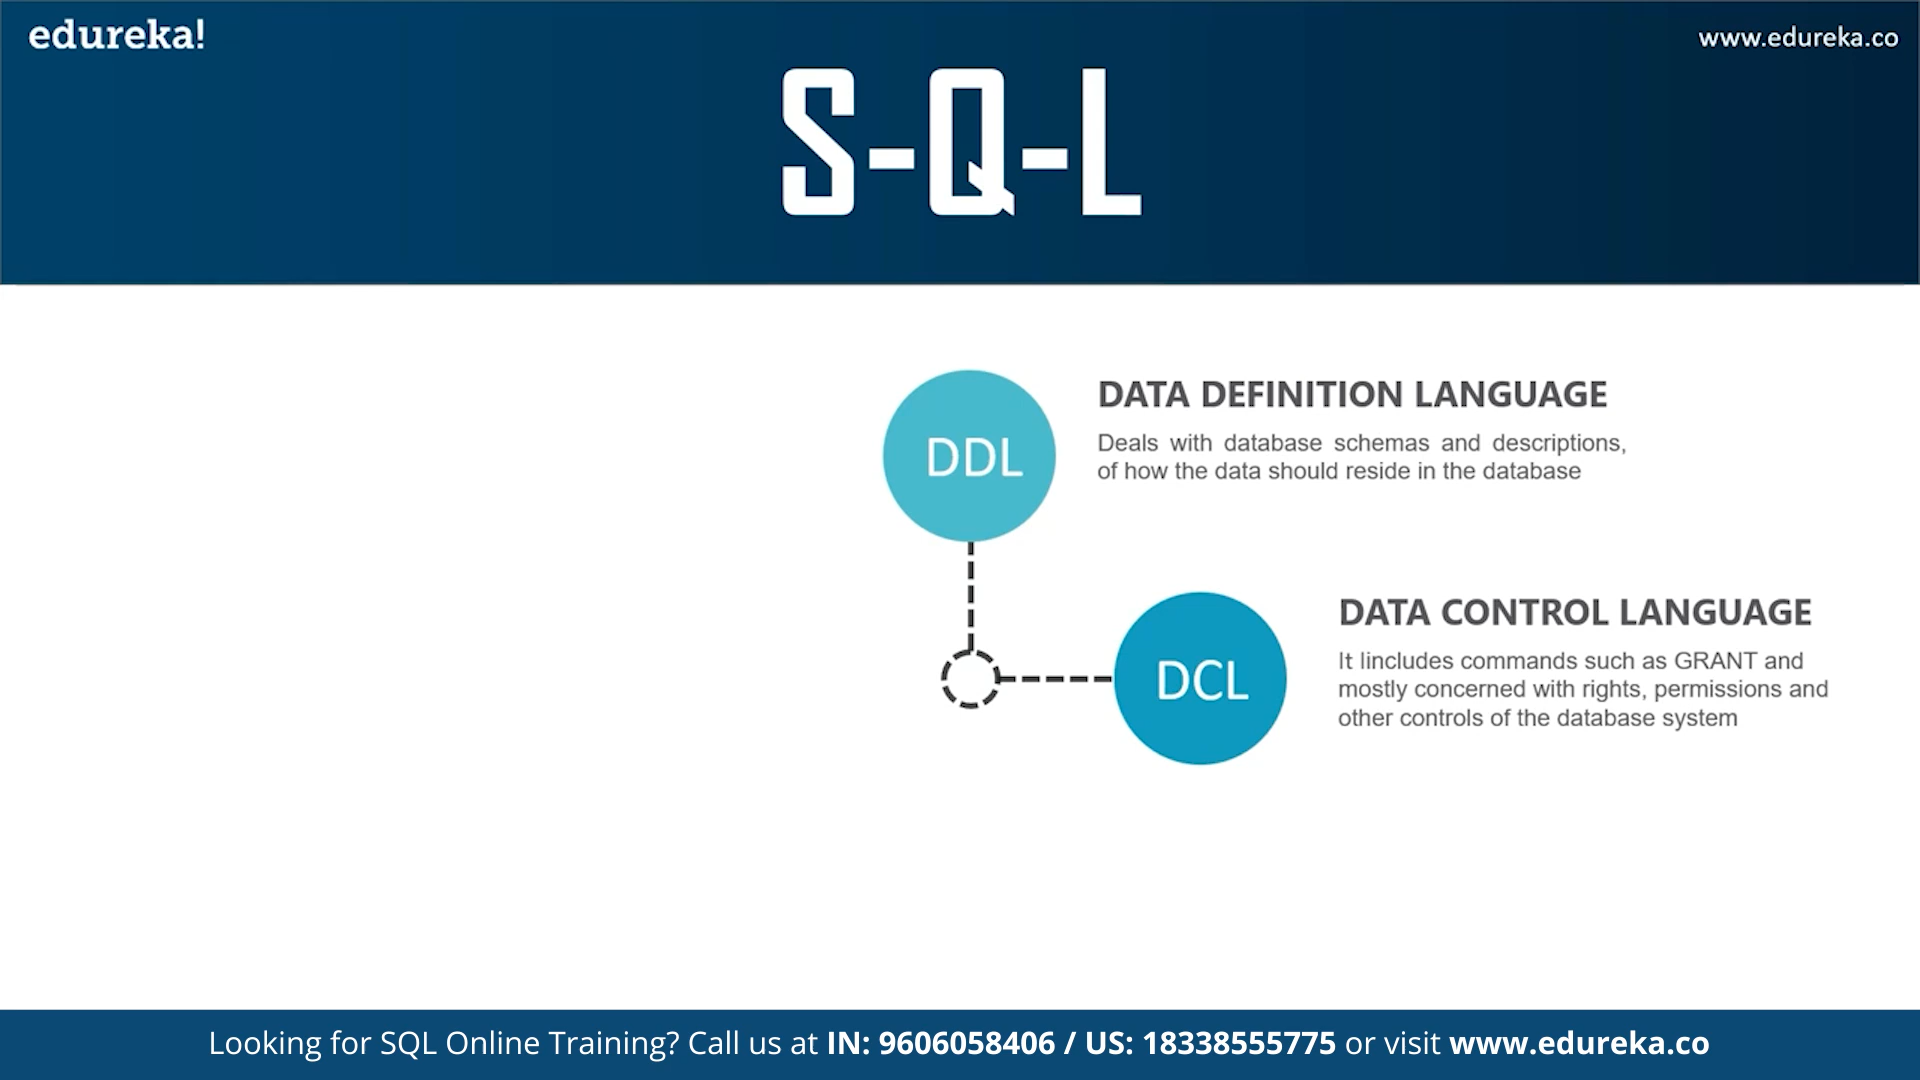 edureka!
www.edureka.co
S-Q-L
DDL
DATA DEFINITION LANGUAGE
Deals with database schemas and descriptions,
of how the data should reside in the database
DCL
DATA CONTROL LANGUAGE
It Iincludes commands such as GRANT and
mostly concerned with rights, permissions and
other controls of the database system
Looking for SQL Online Training? Call us at IN: 9606058406 / US: 18338555775 or visit www.edureka.co